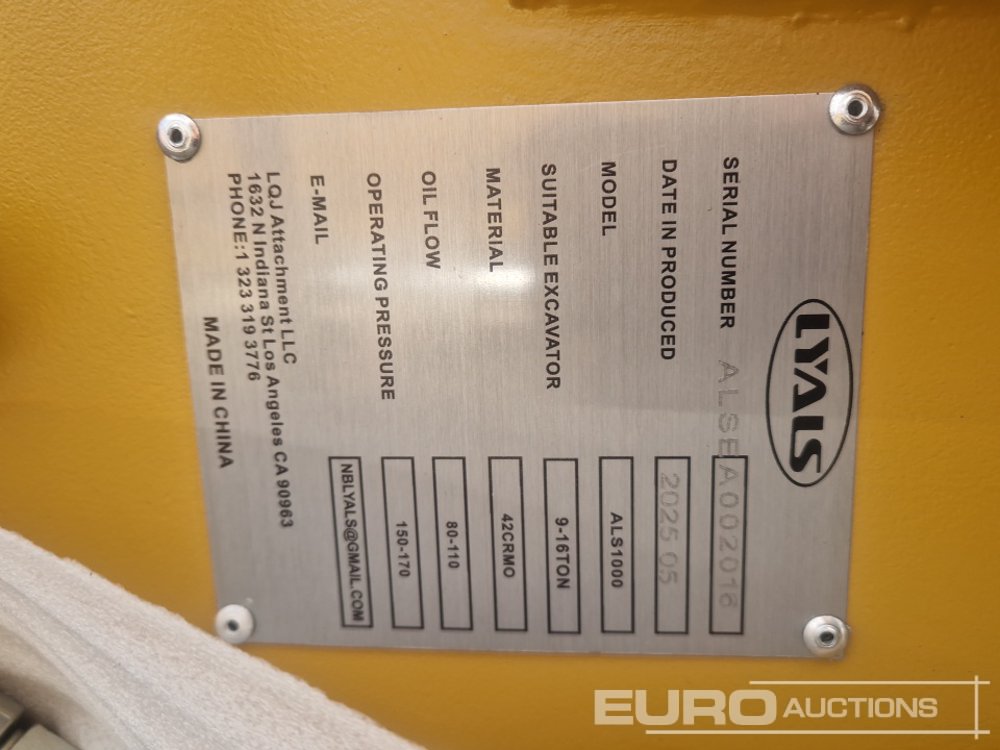 LYALS
SERIAL NUMBER ALSEA002018
DATE IN PRODUCED 2025 05
MODEL ALS1000
SUITABLE EXCAVATOR 9-16TON
MATERIAL 42CRMO
OIL FLOW 80-110
OPERATING PRESSURE 150-170
E-MAIL NBLYALS@GMAIL.COM
LQJ Attachment LLC
1632 N Indiana St Los Angeles CA 90963
PHONE:1 323 319 3776
MADE IN CHINA
EURO AUCTIONS